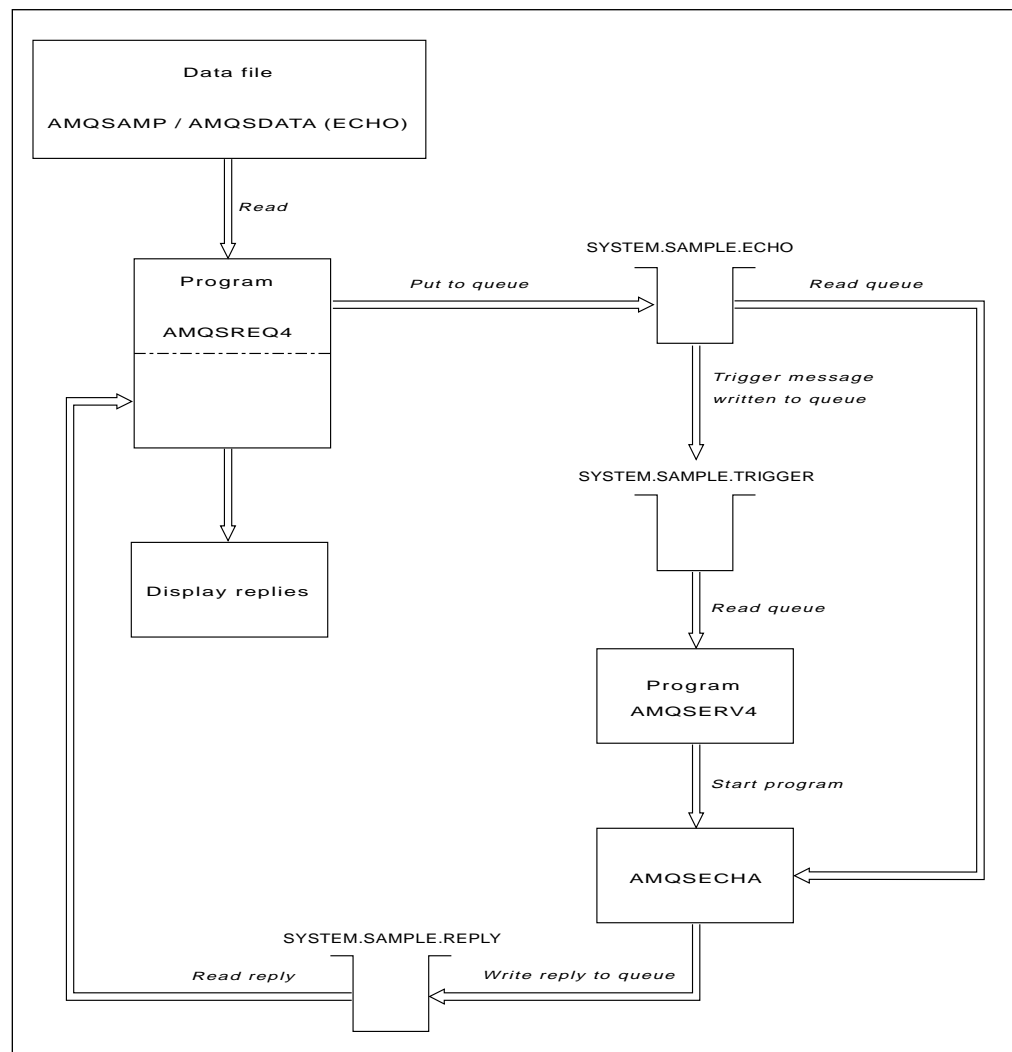 Data file
AMQSAMP / AMQSDATA (ECHO)
Read
SYSTEM.SAMPLE.ECHO
Program
AMQSREQ4
Put to queue
Read queue
Trigger message
written to queue
SYSTEM.SAMPLE.TRIGGER
Display replies
Read queue
Program
AMQSERV4
Start program
AMQSECHA
SYSTEM.SAMPLE.REPLY
Read reply
Write reply to queue